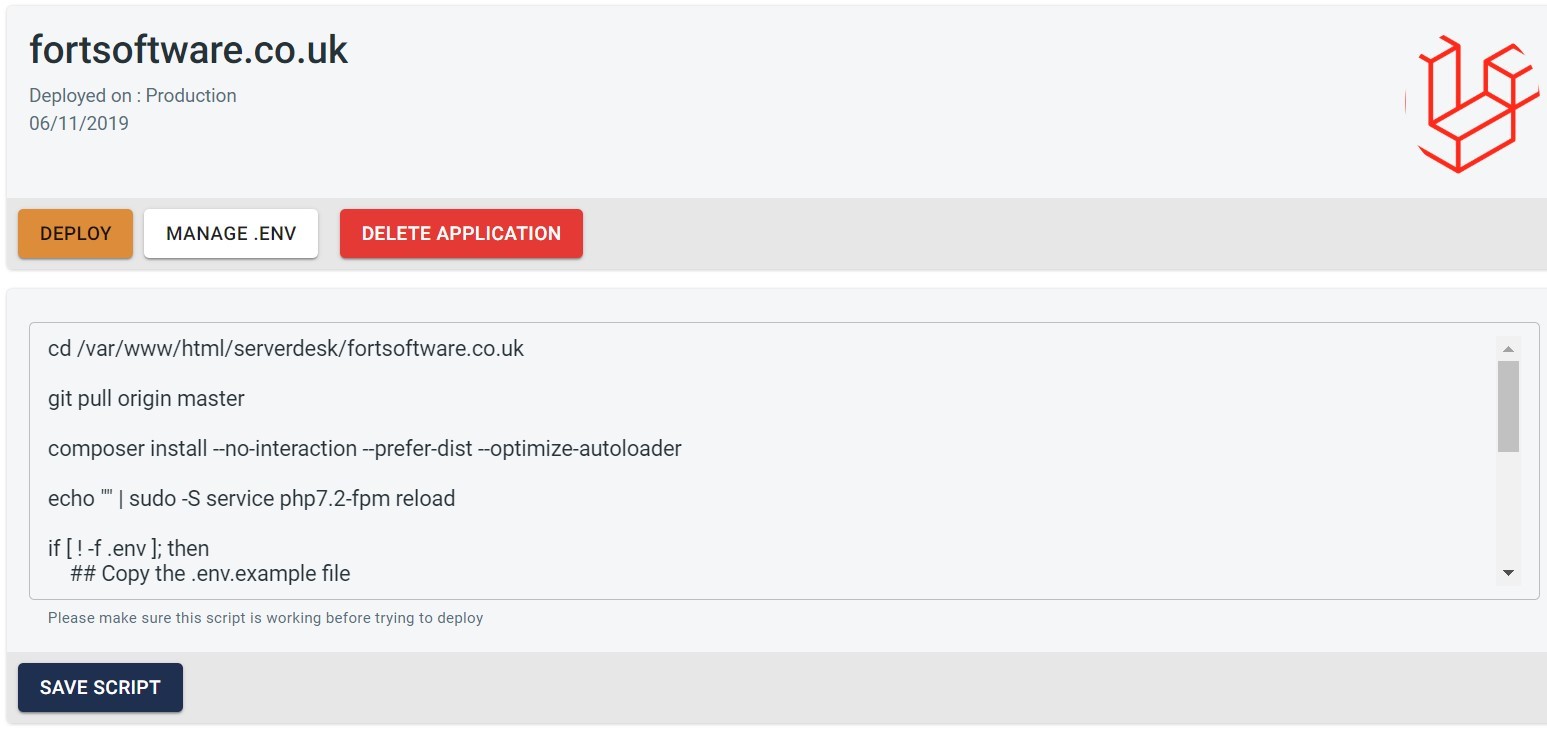 fortsoftware.co.uk
Deployed on : Production
06/11/2019
DEPLOY
MANAGE .ENV
DELETE APPLICATION
cd /var/www/html/serverdesk/fortsoftware.co.uk
git pull origin master
composer install --no-interaction --prefer-dist --optimize-autoloader
echo "" | sudo -S service php7.2-fpm reload
if [ ! -f .env ]; then
## Copy the .env.example file
Please make sure this script is working before trying to deploy
SAVE SCRIPT